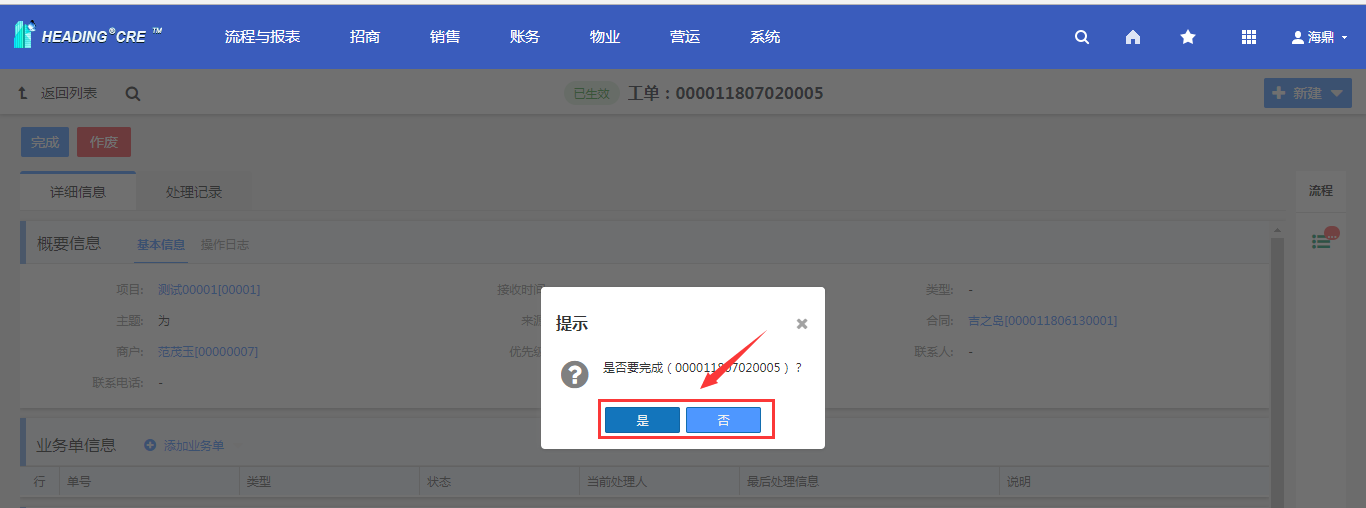 HEADING®CRE ™ 流程与报表 招商 销售 账务 物业 营运 系统 海鼎
返回列表 已生效 工单：000011807020005 新建
完成 作废
详细信息 处理记录 流程
概要信息 基本信息 操作日志
项目: 测试00001[00001] 接收时间 类型: -
主题: 为 来源 合同: 吉之岛[000011806130001]
商户: 范茂玉[00000007] 优先级 联系人: -
联系电话: -
提示
是否要完成（000011807020005）？
是 否
业务单信息 添加业务单
行 单号 类型 状态 当前处理人 最后处理信息 说明